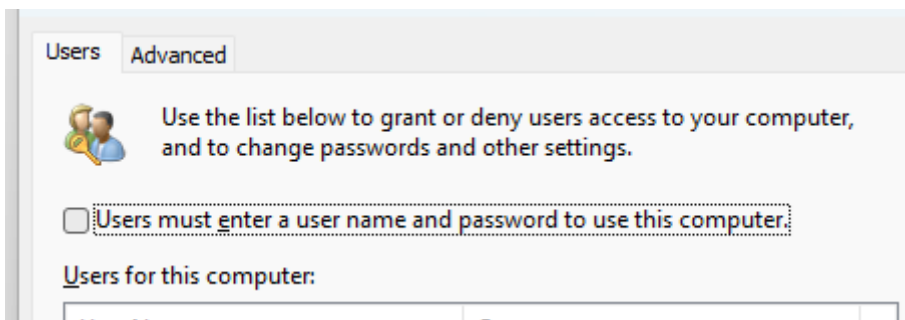 Users Advanced
Use the list below to grant or deny users access to your computer,
and to change passwords and other settings.
Users must enter a user name and password to use this computer.
Users for this computer: